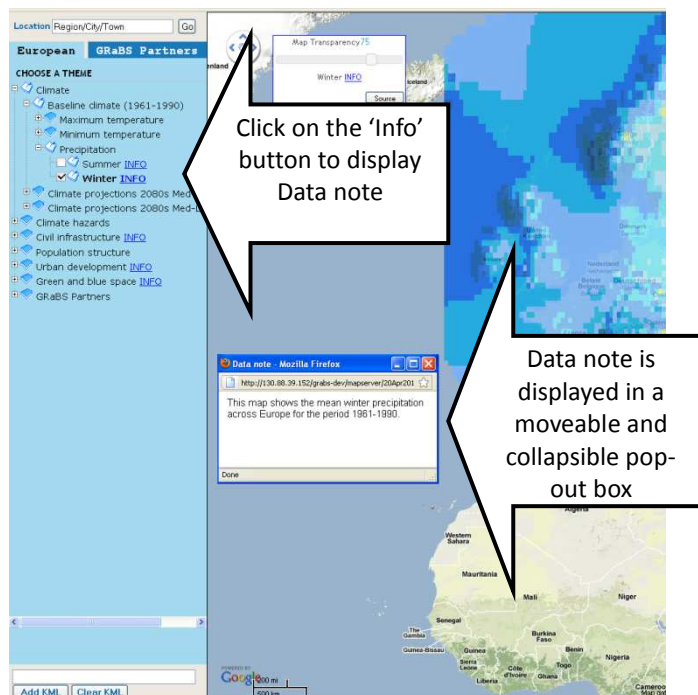 Location Region/City/Town Go
European GRaBS Partners
CHOOSE A THEME
Climate
Baseline climate (1961-1990)
Maximum temperature
Minimum temperature
Precipitation
Summer INFO
Winter INFO
Climate projections 2080s Med-
Climate projections 2080s Med-L
Climate hazards
Civil infrastructure INFO
Population structure
Urban development INFO
Green and blue space INFO
GRaBS Partners
Add KML Clear KML
Map Transparency 75
Winter INFO
Source
Iceland
Click on the ‘Info’
button to display
Data note
United
Kingdom
Nederland
Data note - Mozilla Firefox
http://130.88.39.152/grabs-dev/mapserver/20Apr201
This map shows the mean winter precipitation
across Europe for the period 1961-1990.
Done
Data note is
displayed in a
moveable and
collapsible pop-
out box
Algeria
Western
Sahara
Mauritania
Mali
Niger
Senegal
The
Gambia
Guinea-Bissau
Guinea
Burkina
Faso
Benin
Nigeria
Sierra
Leone
Côte
d'Ivoire
Togo
Ghana
Liberia
Cameroon
POWERED BY
Google
200 mi
500 km